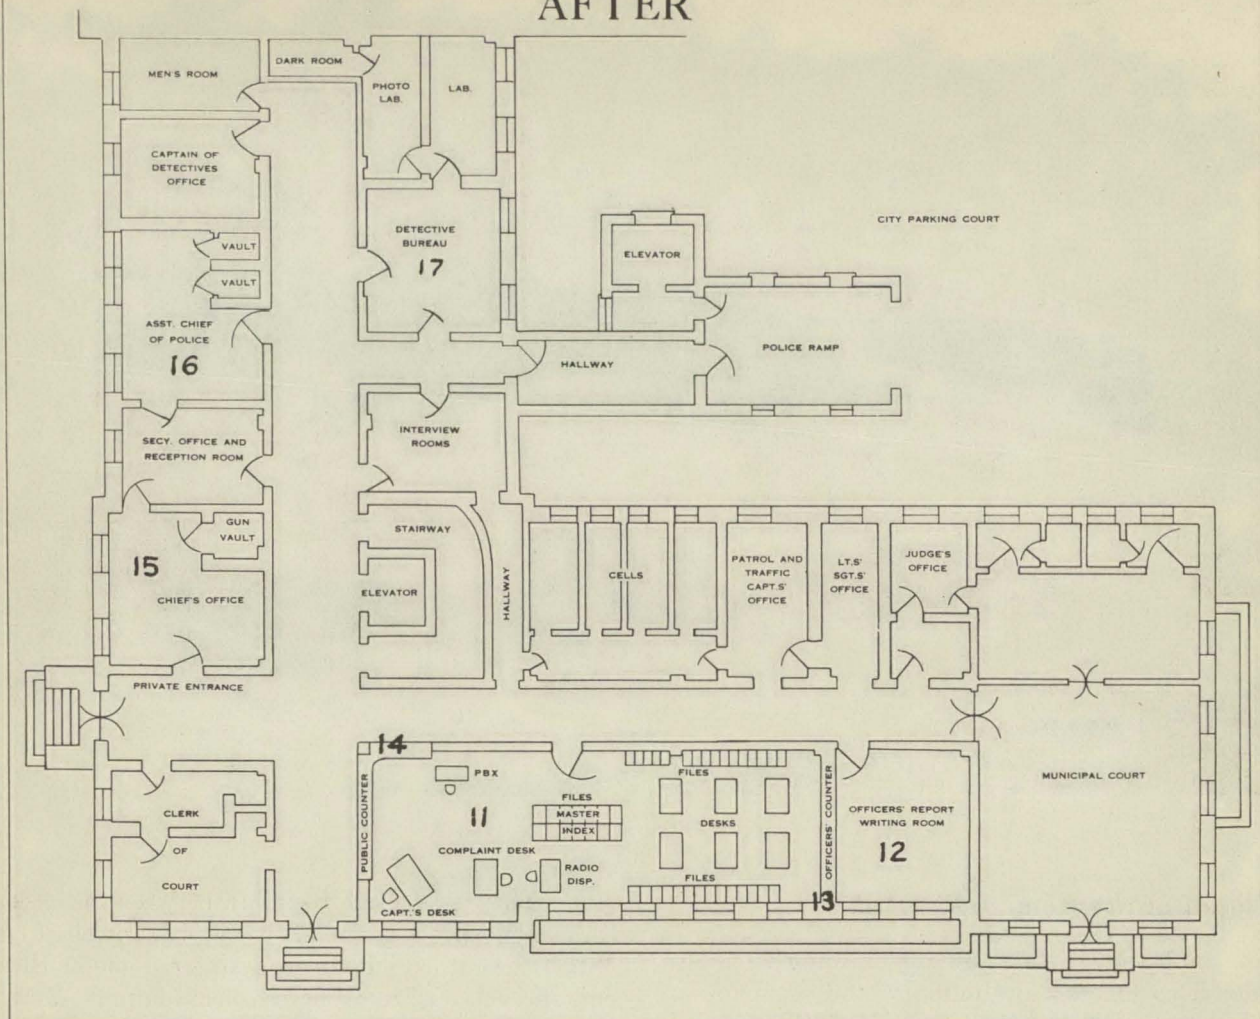 AFTER
MEN'S ROOM
DARK ROOM
PHOTO
LAB.
LAB.
CAPTAIN OF
DETECTIVES
OFFICE
VAULT
VAULT
ASST. CHIEF
OF POLICE
16
DETECTIVE
BUREAU
17
CITY PARKING COURT
ELEVATOR
HALLWAY
POLICE RAMP
SECY. OFFICE AND
RECEPTION ROOM
INTERVIEW
ROOMS
GUN
VAULT
15
CHIEF'S OFFICE
STAIRWAY
ELEVATOR
HALLWAY
CELLS
PATROL AND
TRAFFIC
CAPT.S'
OFFICE
LT.S'
SGT.S'
OFFICE
JUDGE'S
OFFICE
PRIVATE ENTRANCE
14
PUBLIC COUNTER
PBX
11
FILES
MASTER
INDEX
COMPLAINT DESK
RADIO
DISP.
CAPT.'S DESK
FILES
DESKS
FILES
OFFICERS' COUNTER
13
OFFICERS' REPORT
WRITING ROOM
12
MUNICIPAL COURT
CLERK
OF
COURT